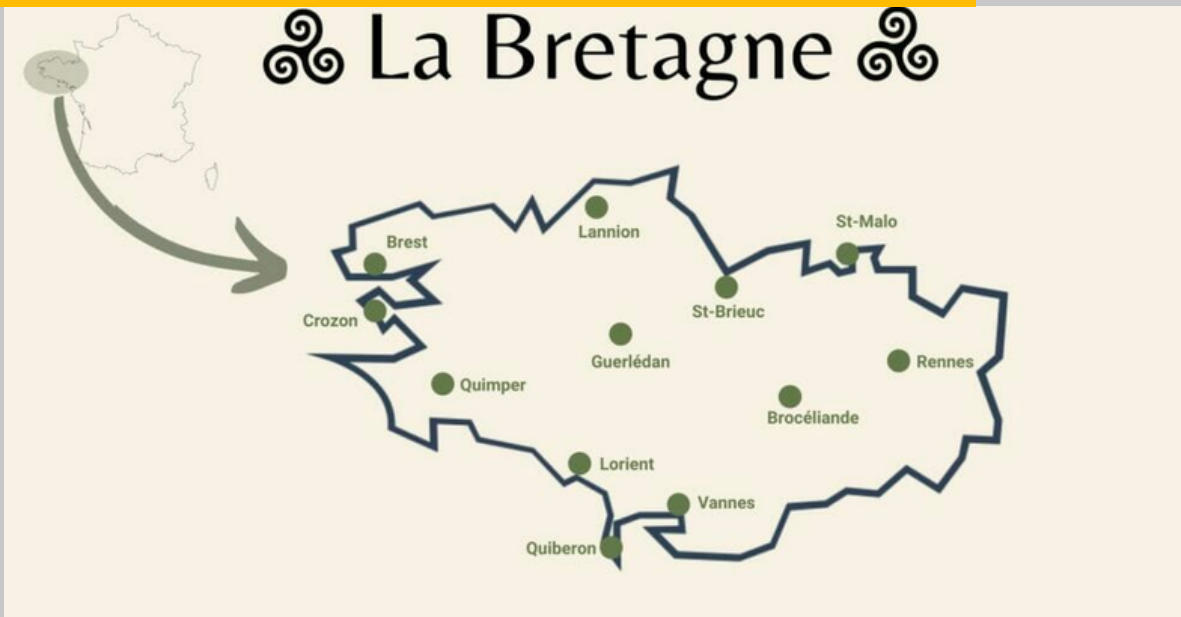 La Bretagne
St-Malo
Lannion
Brest
St-Brieuc
Crozon
Guerlédan
Rennes
Quimper
Brocéliande
Lorient
Vannes
Quiberon